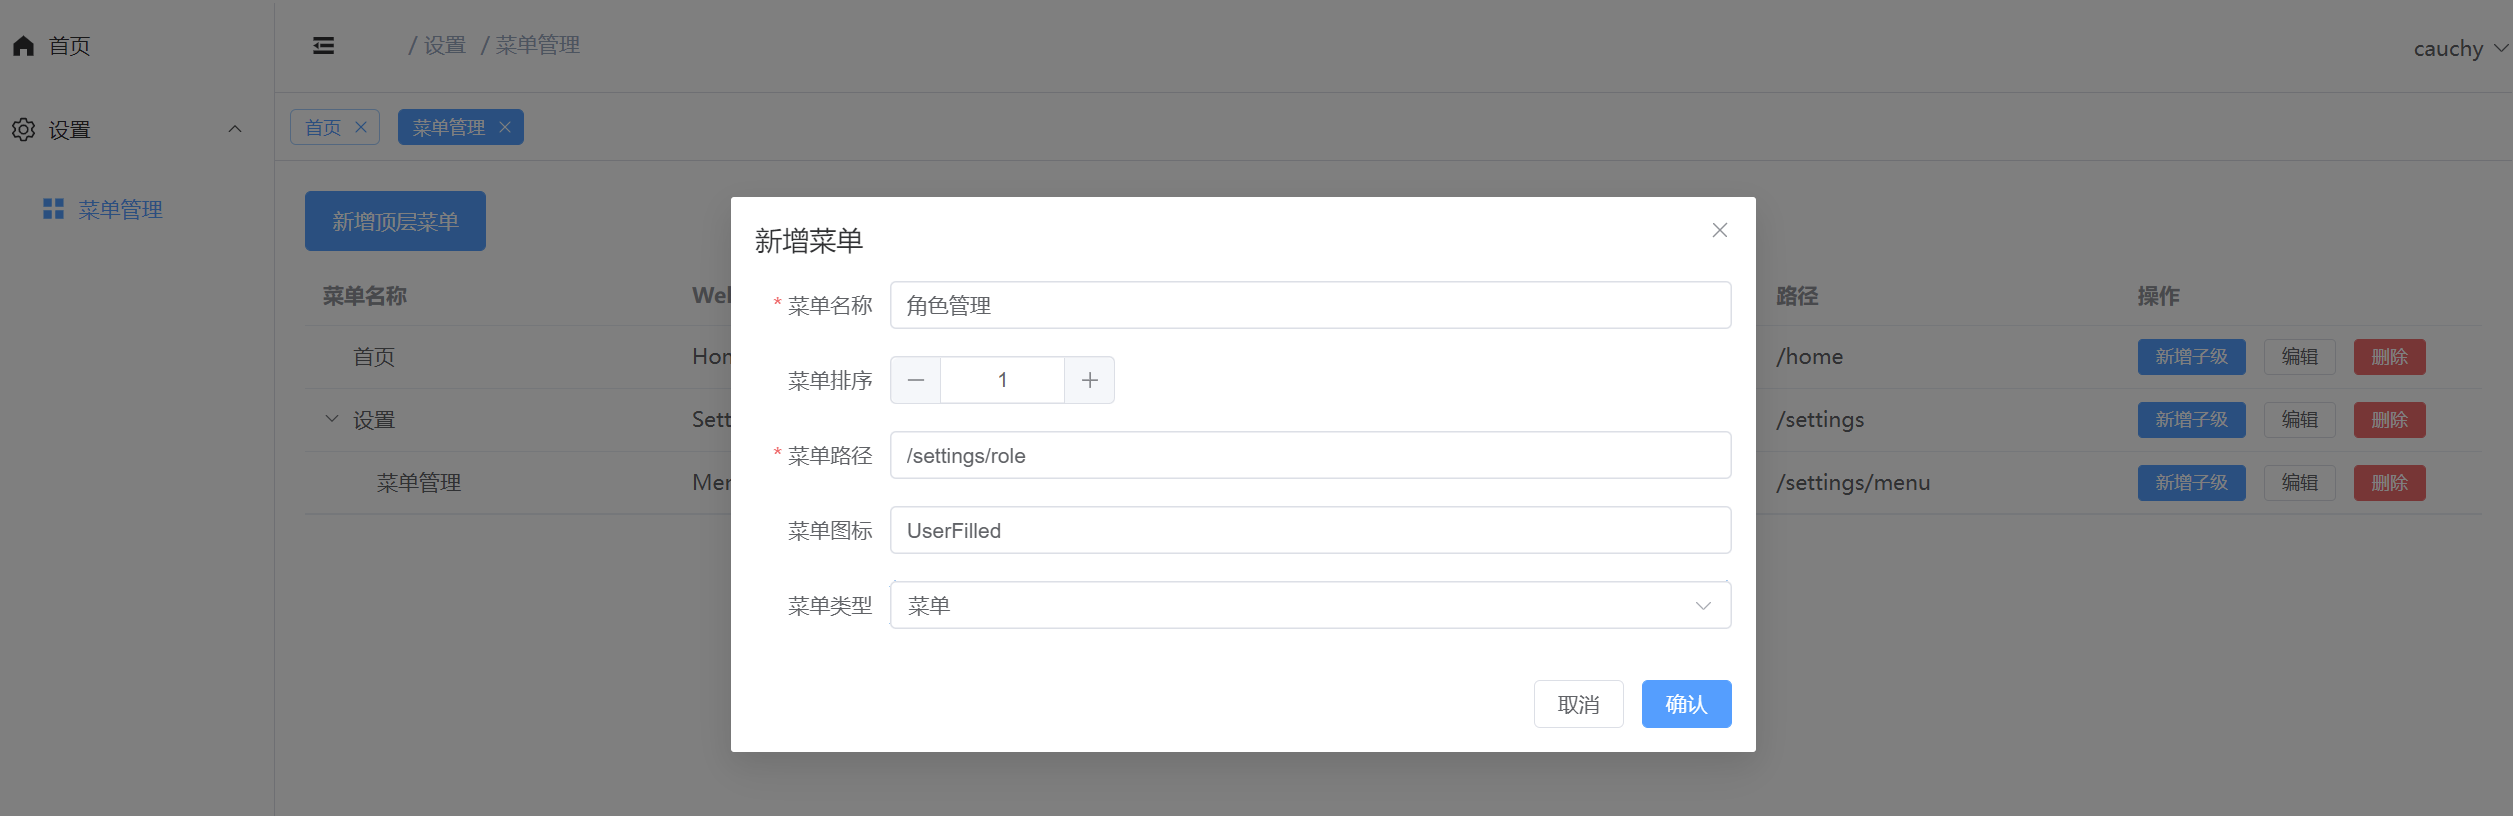 首页
/ 设置 / 菜单管理
cauchy
设置
首页
菜单管理
菜单管理
新增顶层菜单
新增菜单
菜单名称
路径
操作
* 菜单名称 角色管理
首页
/home
新增子级 编辑 删除
菜单排序 1
设置
/settings
新增子级 编辑 删除
* 菜单路径 /settings/role
菜单管理
/settings/menu
新增子级 编辑 删除
菜单图标 UserFilled
菜单类型 菜单
取消 确认